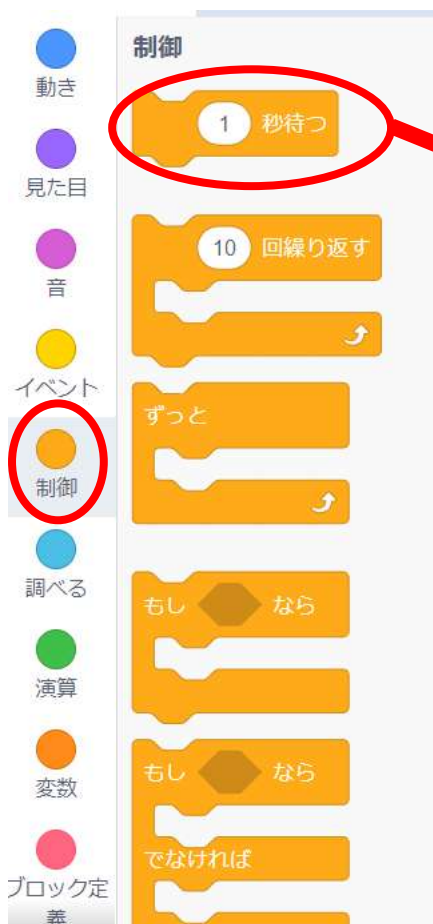 動き
見た目
音
イベント
制御
調べる
演算
変数
ブロック定
義
制御
1 秒待つ
10 回繰り返す
ずっと
もし なら
もし なら
でなければ